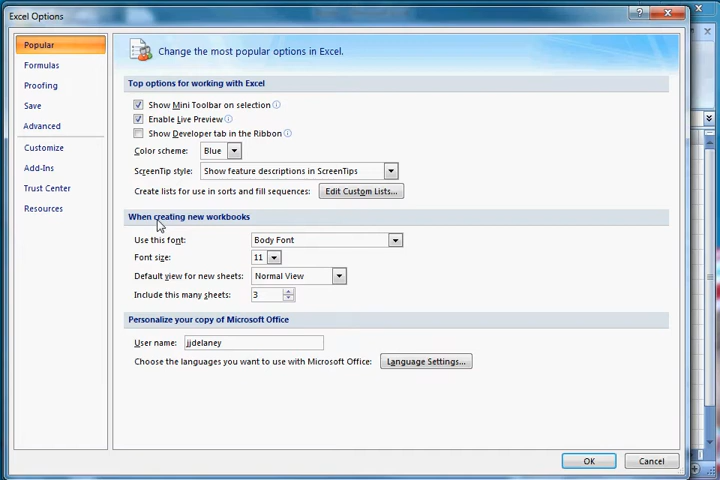 Excel Options
Popular
Formulas
Proofing
Save
Advanced
Customize
Add-Ins
Trust Center
Resources
Change the most popular options in Excel.
Top options for working with Excel
Show Mini Toolbar on selection
Enable Live Preview
Show Developer tab in the Ribbon
Color scheme: Blue
ScreenTip style: Show feature descriptions in ScreenTips
Create lists for use in sorts and fill sequences: Edit Custom Lists...
When creating new workbooks
Use this font: Body Font
Font size: 11
Default view for new sheets: Normal View
Include this many sheets: 3
Personalize your copy of Microsoft Office
User name: jjdelaney
Choose the languages you want to use with Microsoft Office: Language Settings...
OK Cancel